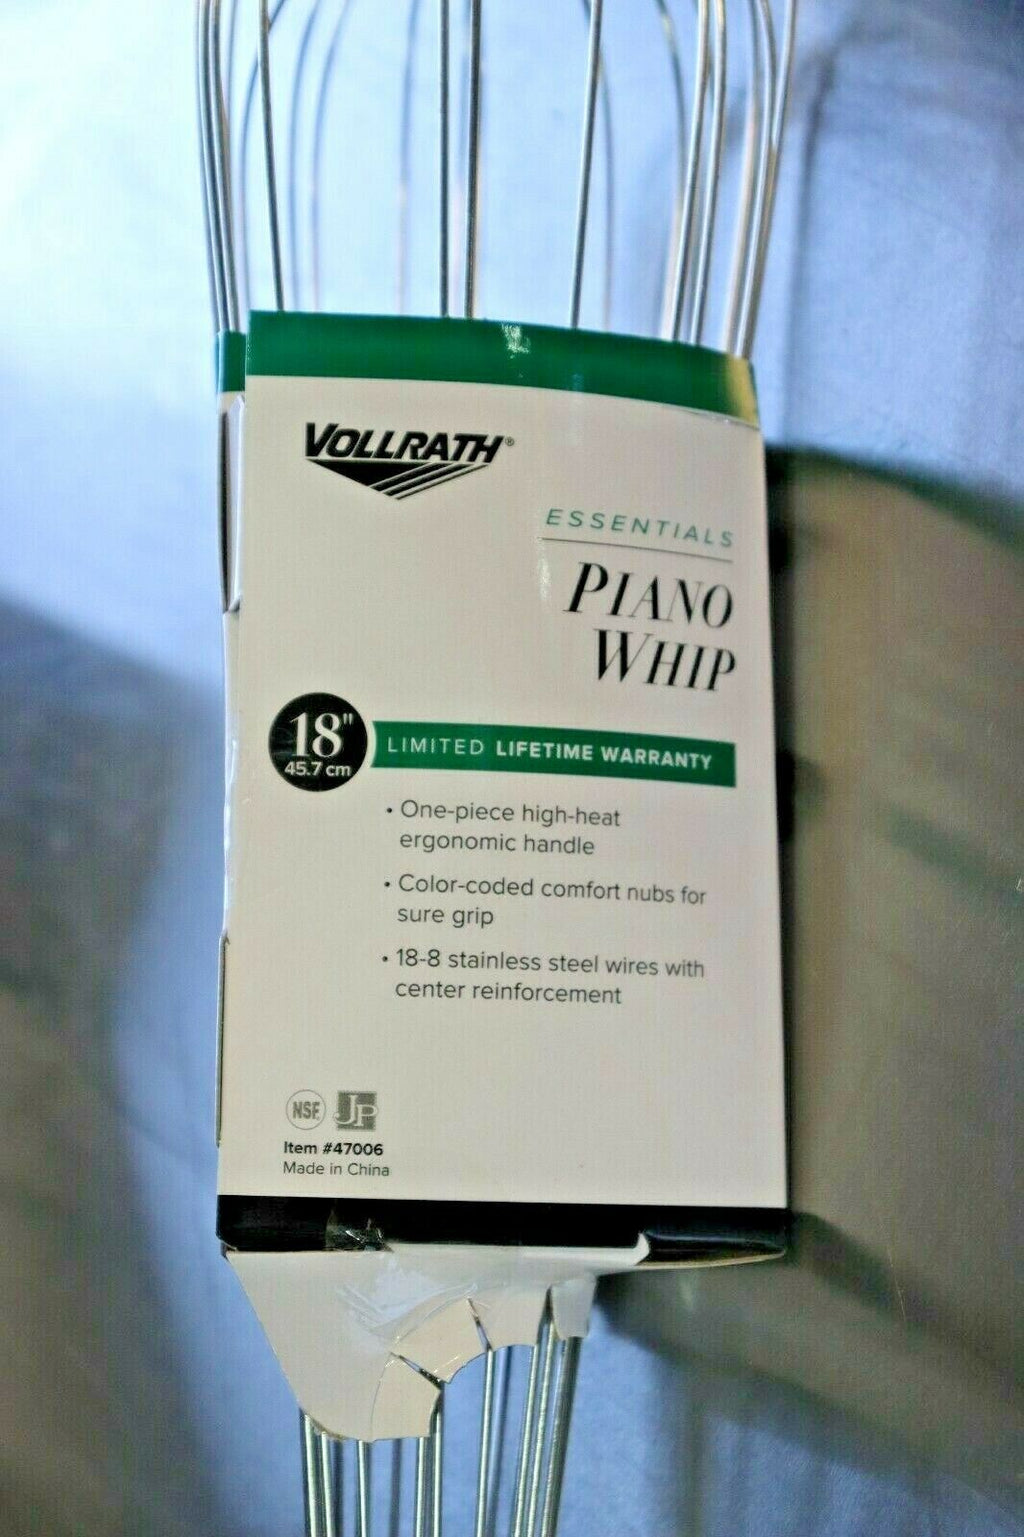 VOLLRATH®
ESSENTIALS
PIANO
WHIP
18"
45.7 cm
LIMITED LIFETIME WARRANTY
• One-piece high-heat
ergonomic handle
• Color-coded comfort nubs for
sure grip
• 18-8 stainless steel wires with
center reinforcement
NSF JP
Item #47006
Made in China